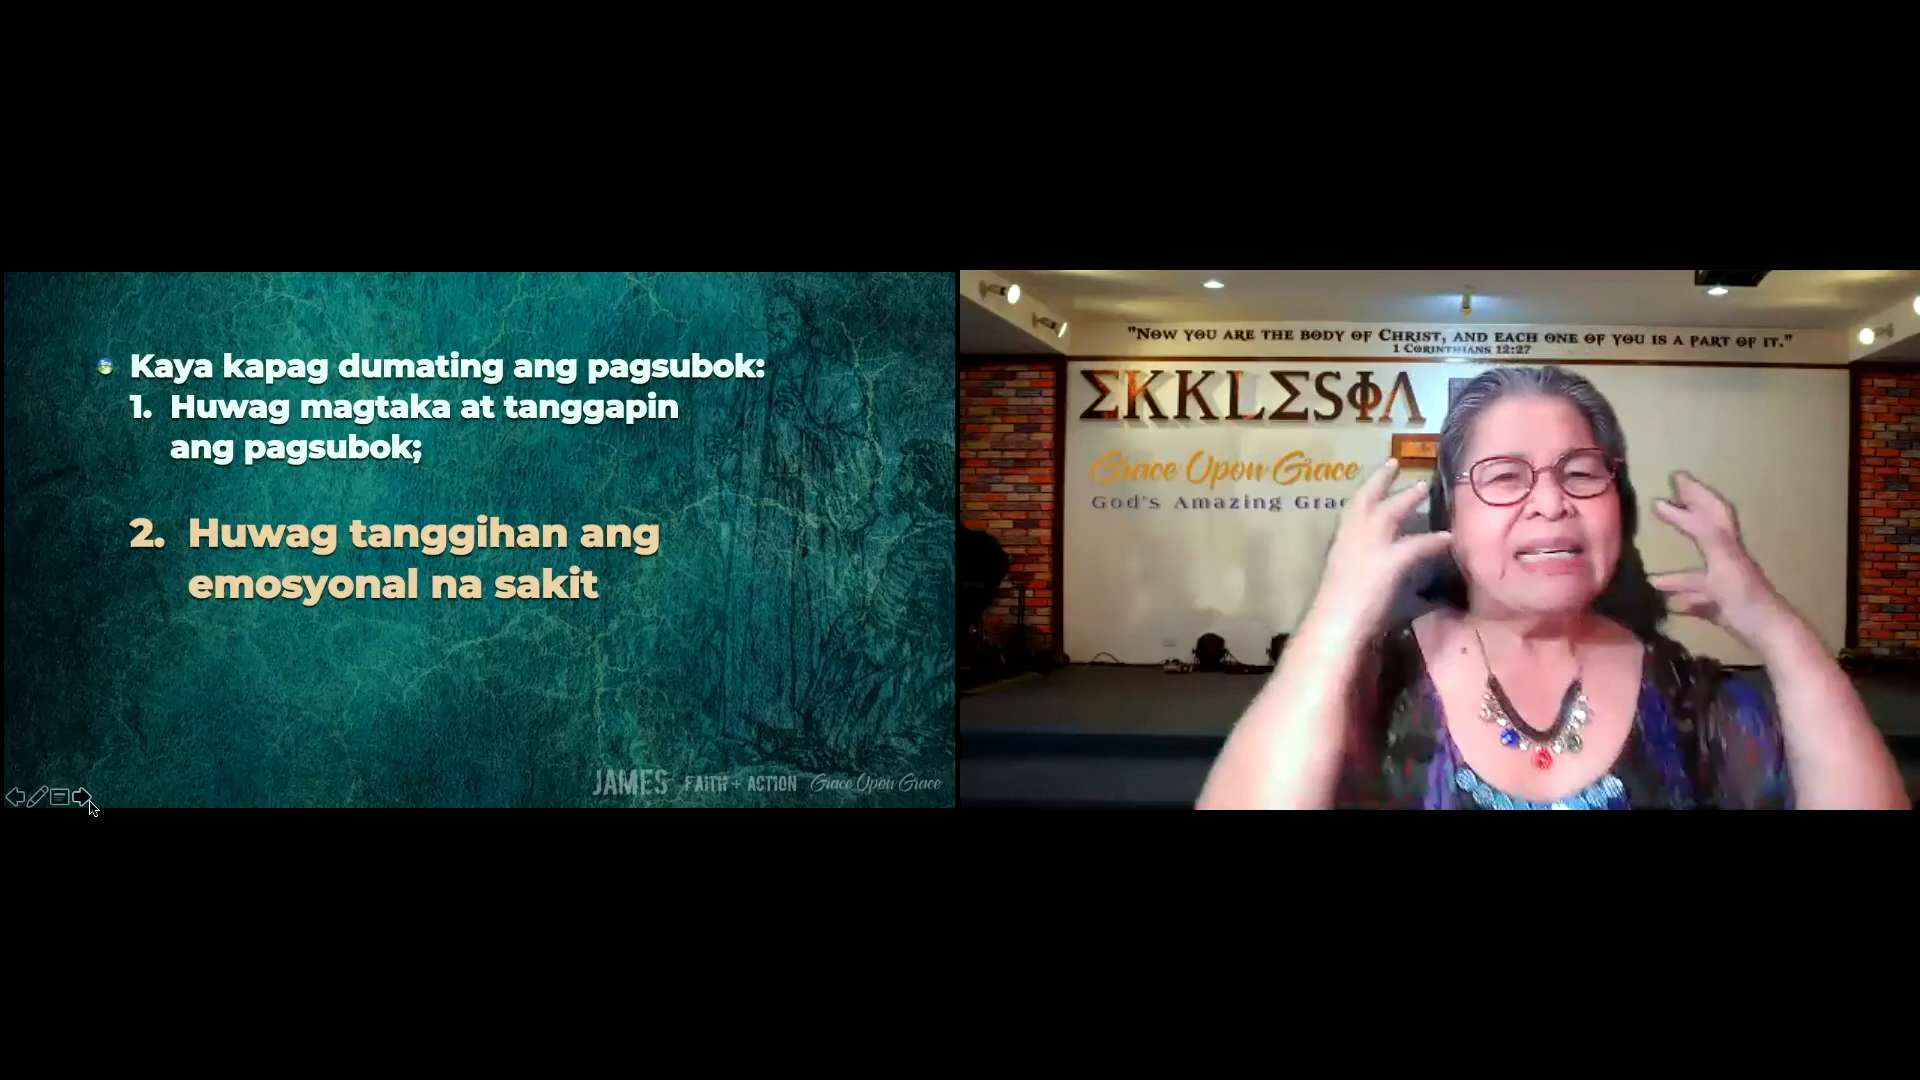 Kaya kapag dumating ang pagsubok:
1. Huwag magtaka at tanggapin
ang pagsubok;
2. Huwag tanggihan ang
emosyonal na sakit
JAMES FAITH + ACTION Grace Upon Grace
"NOW YOU ARE THE BODY OF CHRIST, AND EACH ONE OF YOU IS A PART OF IT."
1 CORINTHIANS 12:27
ΣKKLΣSIΛ
Grace Upon Grace
God's Amazing Grac